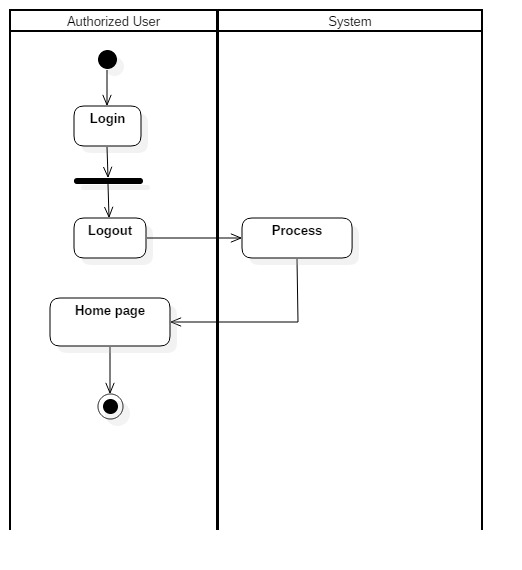 Authorized User
System
Login
Logout
Process
Home page